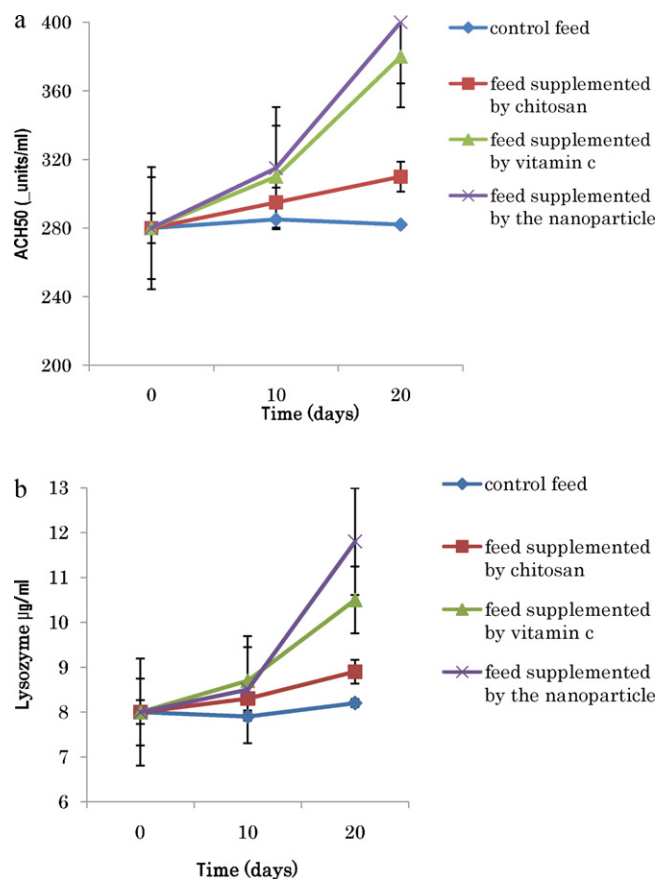 a
400
360
320
280
240
200
ACH50 (_units/ml)
0 10 20
Time (days)
control feed
feed supplemented
by chitosan
feed supplemented
by vitamin c
feed supplemented
by the nanoparticle
b
13
12
11
10
9
8
7
6
Lysozyme µg/ml
0 10 20
Time (days)
control feed
feed supplemented
by chitosan
feed supplemented
by vitamin c
feed supplemented
by the nanoparticle